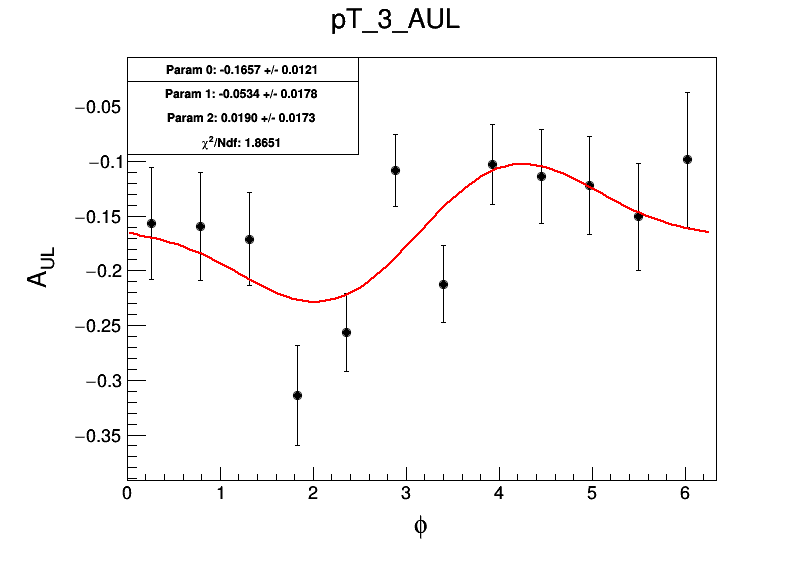 pT_3_AUL
Param 0: -0.1657 +/- 0.0121
Param 1: -0.0534 +/- 0.0178
Param 2: 0.0190 +/- 0.0173
χ²/Ndf: 1.8651
−0.05
−0.1
−0.15
−0.2
−0.25
−0.3
−0.35
A_UL
0 1 2 3 4 5 6
ϕ